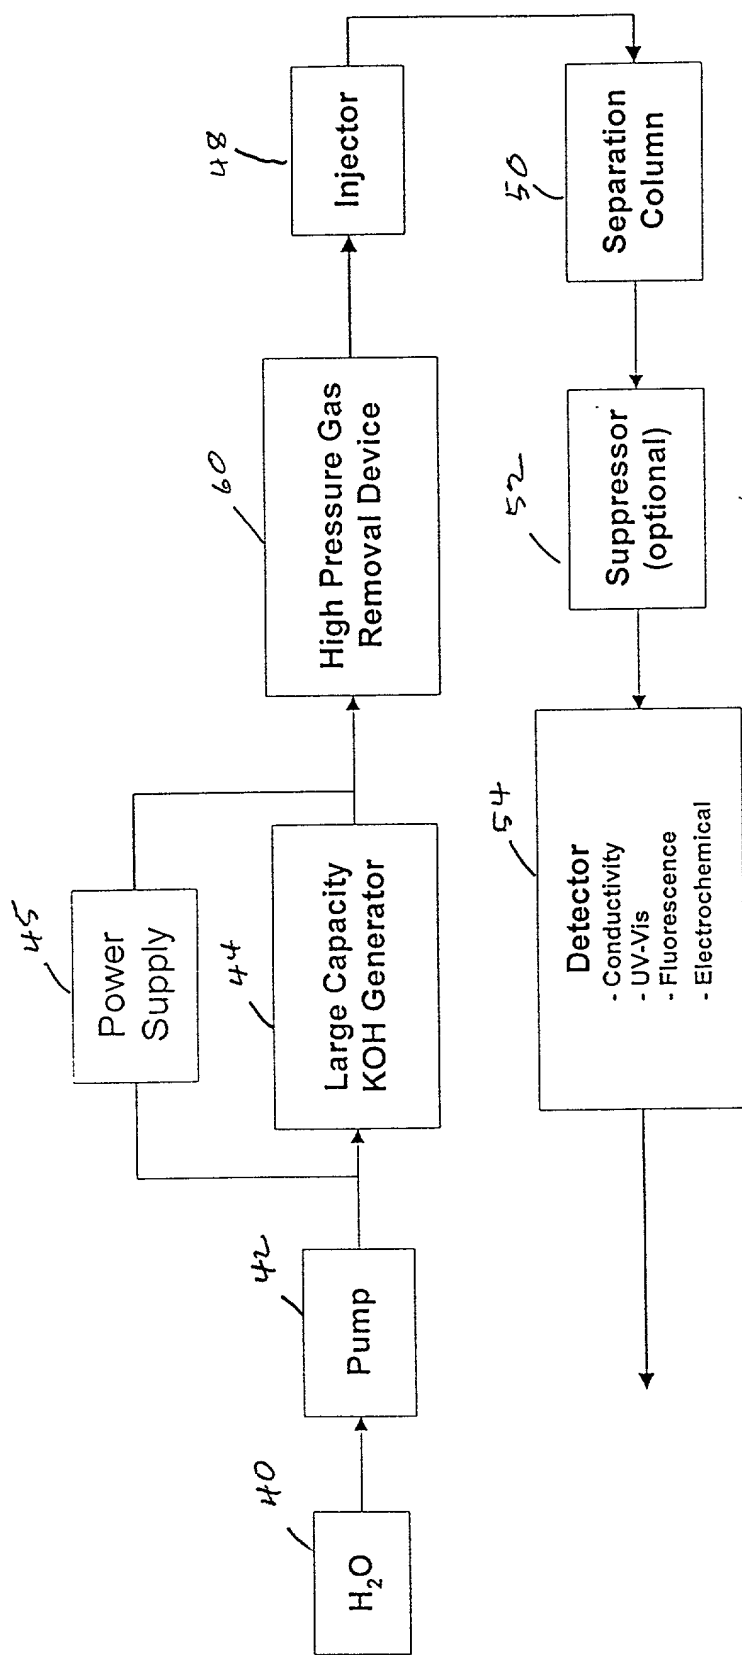 40
H₂O
42
Pump
45
Power
Supply
44
Large Capacity
KOH Generator
60
High Pressure Gas
Removal Device
48
Injector
50
Separation
Column
52
Suppressor
(optional)
54
Detector
- Conductivity
- UV-Vis
- Fluorescence
- Electrochemical